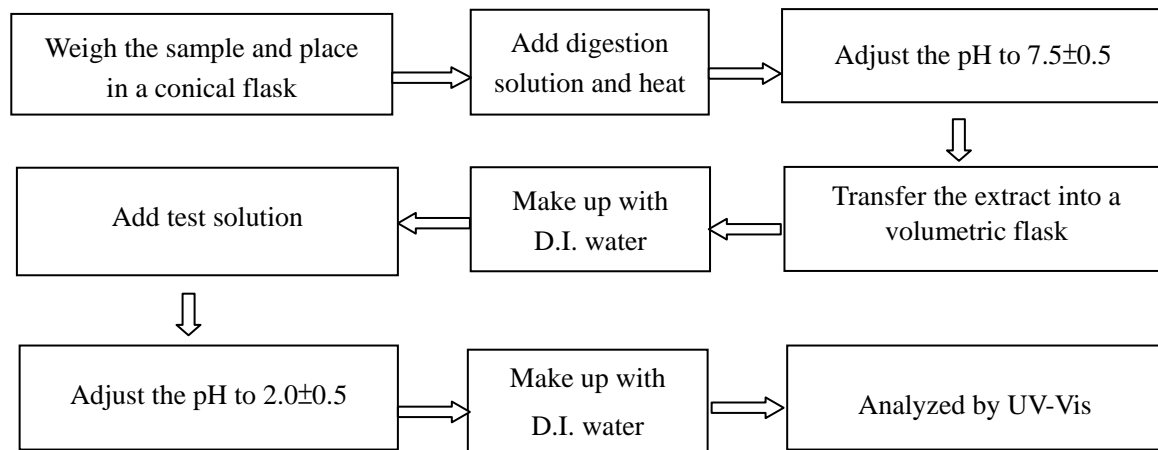 Weigh the sample and place
in a conical flask
Add digestion
solution and heat
Adjust the pH to 7.5±0.5
Transfer the extract into a
volumetric flask
Make up with
D.I. water
Add test solution
Adjust the pH to 2.0±0.5
Make up with
D.I. water
Analyzed by UV-Vis